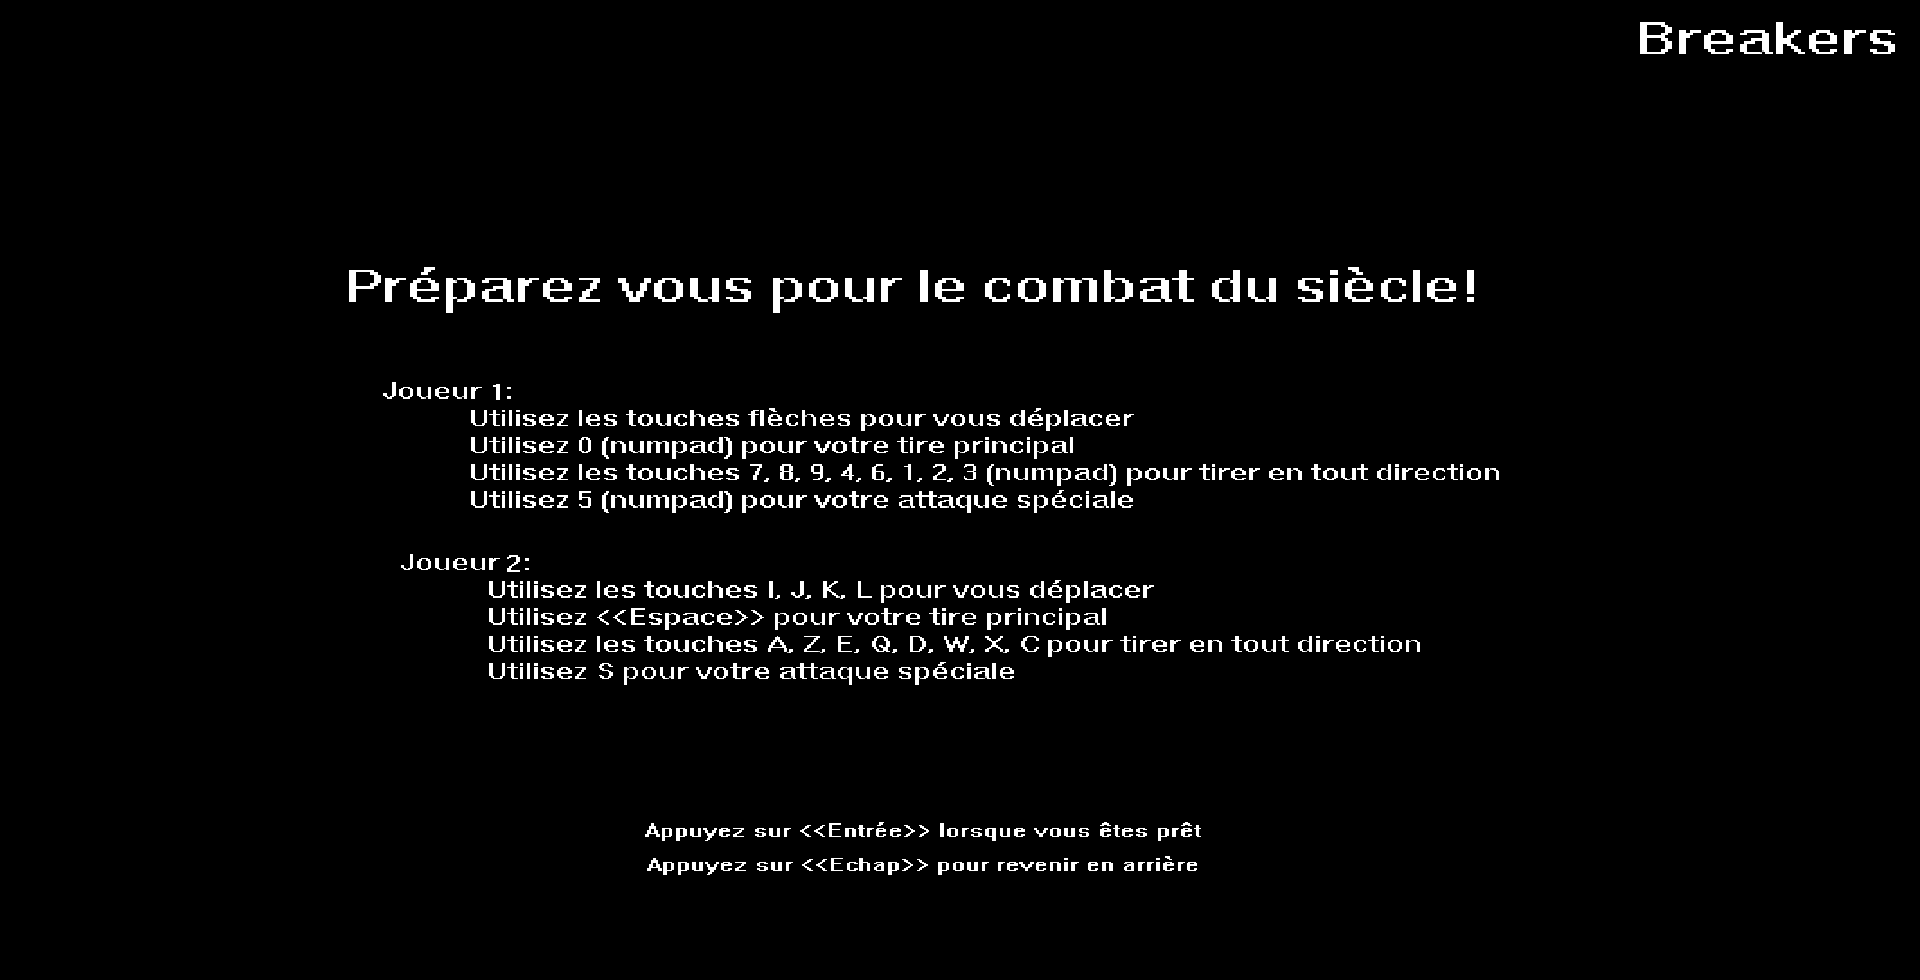 Breakers
Préparez vous pour le combat du siècle!
Joueur 1:
Utilisez les touches flèches pour vous déplacer
Utilisez 0 (numpad) pour votre tire principal
Utilisez les touches 7, 8, 9, 4, 6, 1, 2, 3 (numpad) pour tirer en tout direction
Utilisez 5 (numpad) pour votre attaque spéciale
Joueur 2:
Utilisez les touches I, J, K, L pour vous déplacer
Utilisez <<Espace>> pour votre tire principal
Utilisez les touches A, Z, E, Q, D, W, X, C pour tirer en tout direction
Utilisez S pour votre attaque spéciale
Appuyez sur <<Entrée>> lorsque vous êtes prêt
Appuyez sur <<Echap>> pour revenir en arrière